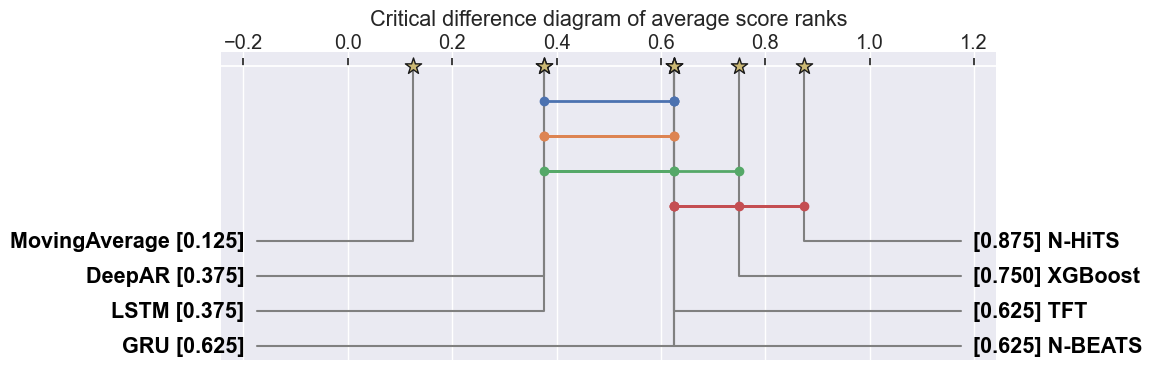 Critical difference diagram of average score ranks
−0.2 0.0 0.2 0.4 0.6 0.8 1.0 1.2
MovingAverage [0.125] [0.875] N-HiTS
DeepAR [0.375] [0.750] XGBoost
LSTM [0.375] [0.625] TFT
GRU [0.625] [0.625] N-BEATS